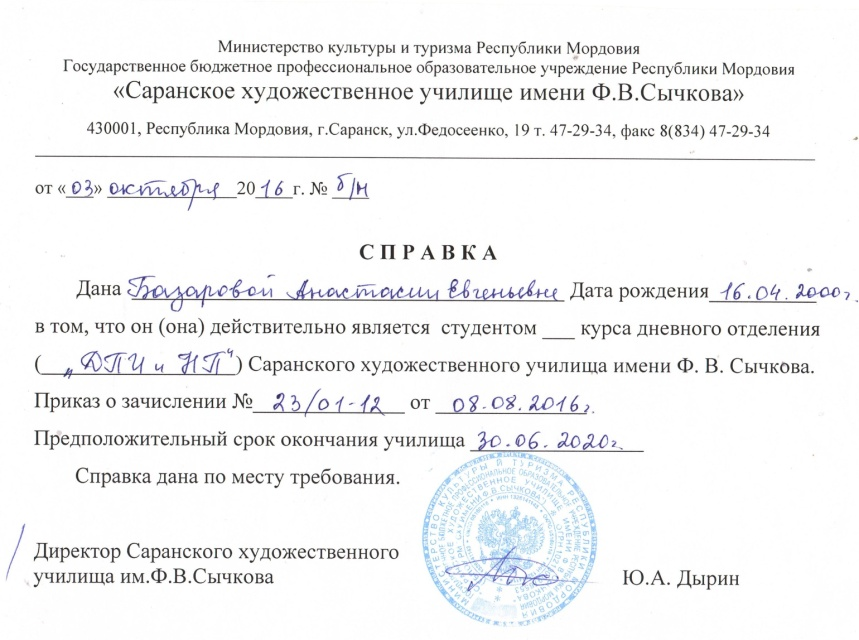 Министерство культуры и туризма Республики Мордовия
Государственное бюджетное профессиональное образовательное учреждение Республики Мордовия
«Саранское художественное училище имени Ф.В.Сычкова»
430001, Республика Мордовия, г.Саранск, ул.Федосеенко, 19 т. 47-29-34, факс 8(834) 47-29-34
от «03» октября 2016 г. № б/н
СПРАВКА
Дана Базаровой Анастасии Евгеньевне Дата рождения 16.04.2000г.
в том, что он (она) действительно является студентом ___ курса дневного отделения
(„ДПИ и НП“) Саранского художественного училища имени Ф. В. Сычкова.
Приказ о зачислении № 23/01-12 от 08.08.2016г.
Предположительный срок окончания училища 30.06.2020г.
Справка дана по месту требования.
Директор Саранского художественного
училища им.Ф.В.Сычкова Ю.А. Дырин